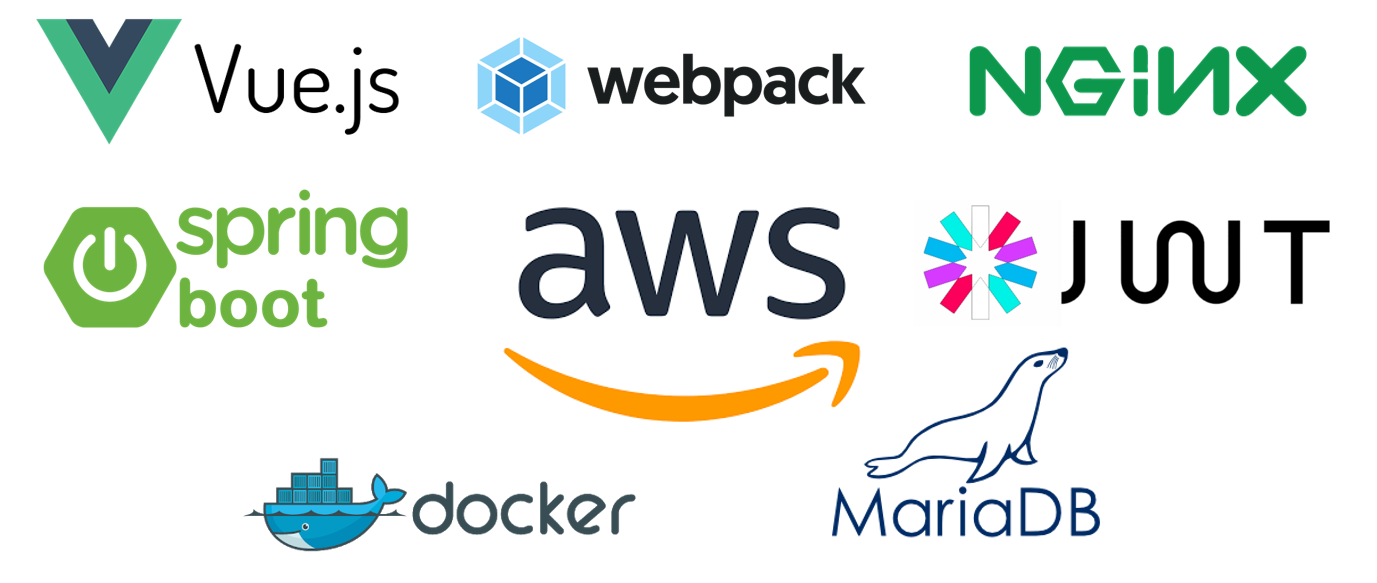 Vue.js
webpack
NGiNX
spring
boot
aws
JWT
docker
MariaDB